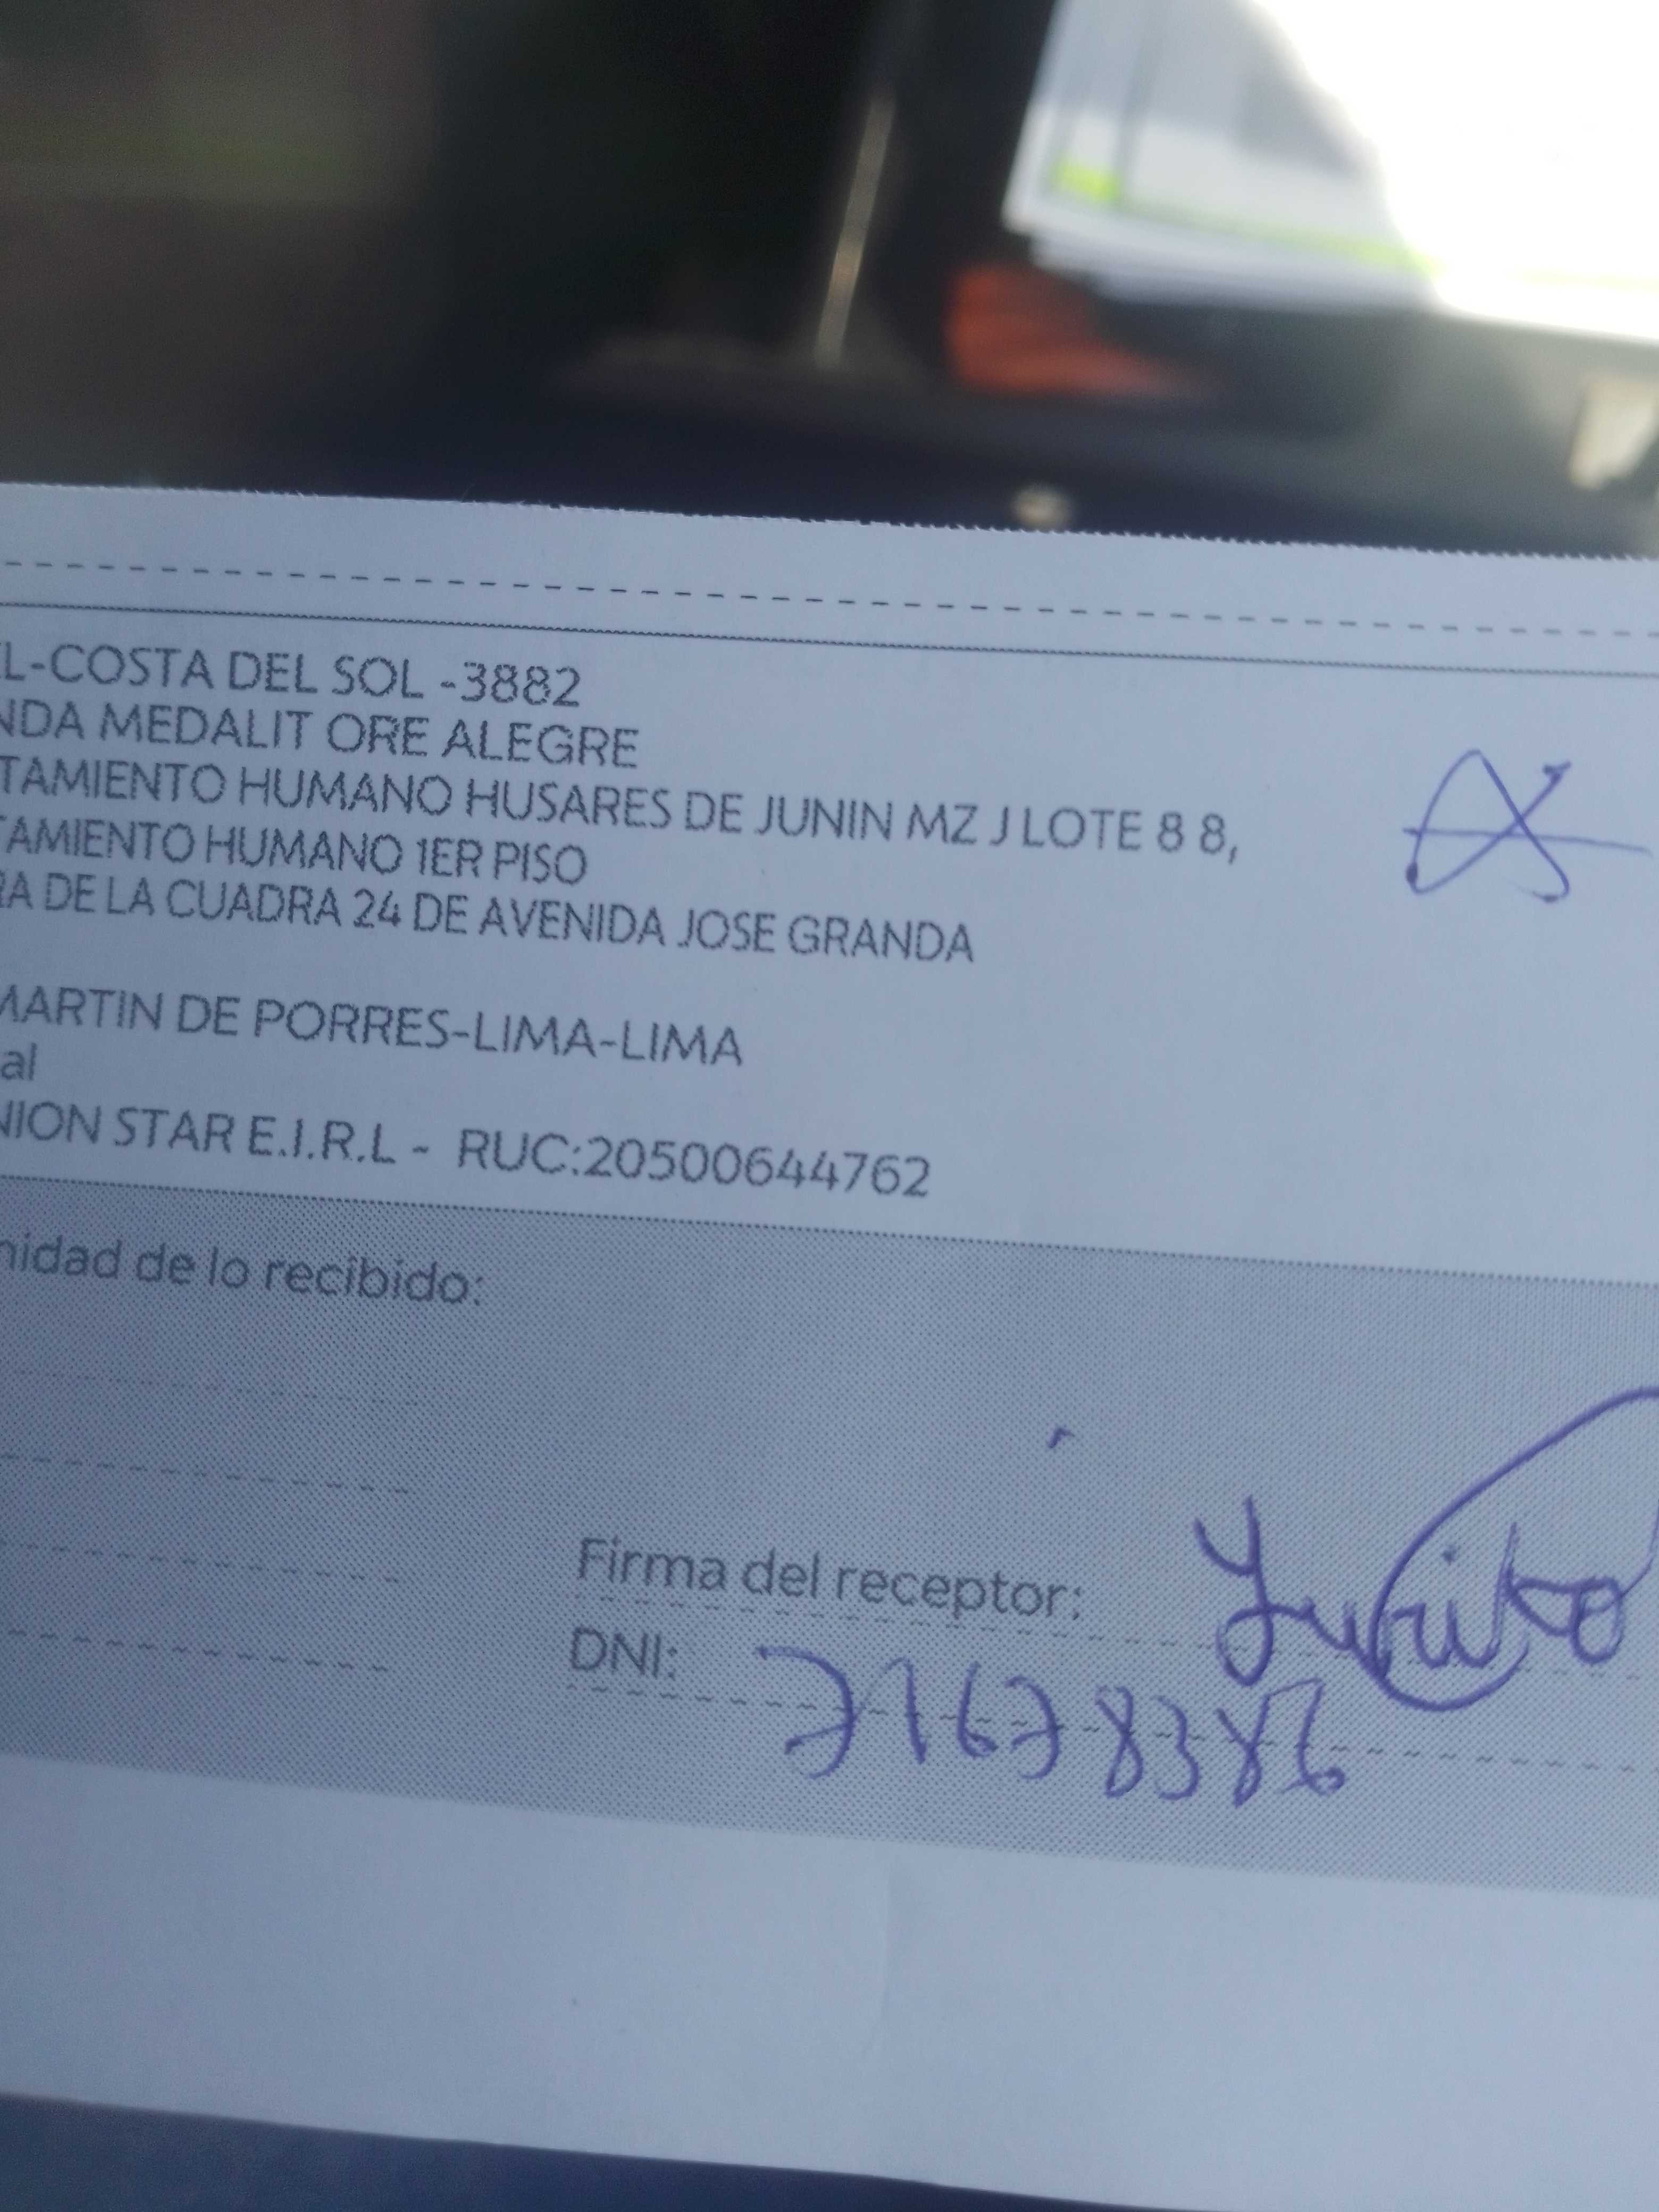 L-COSTA DEL SOL -3882
NDA MEDALIT ORE ALEGRE
TAMIENTO HUMANO HUSARES DE JUNIN MZ J LOTE 8 8,
TAMIENTO HUMANO 1ER PISO
RA DE LA CUADRA 24 DE AVENIDA JOSE GRANDA
MARTIN DE PORRES-LIMA-LIMA
al
NION STAR E.I.R.L - RUC:20500644762
nidad de lo recibido:
Firma del receptor:
DNI: 71678386